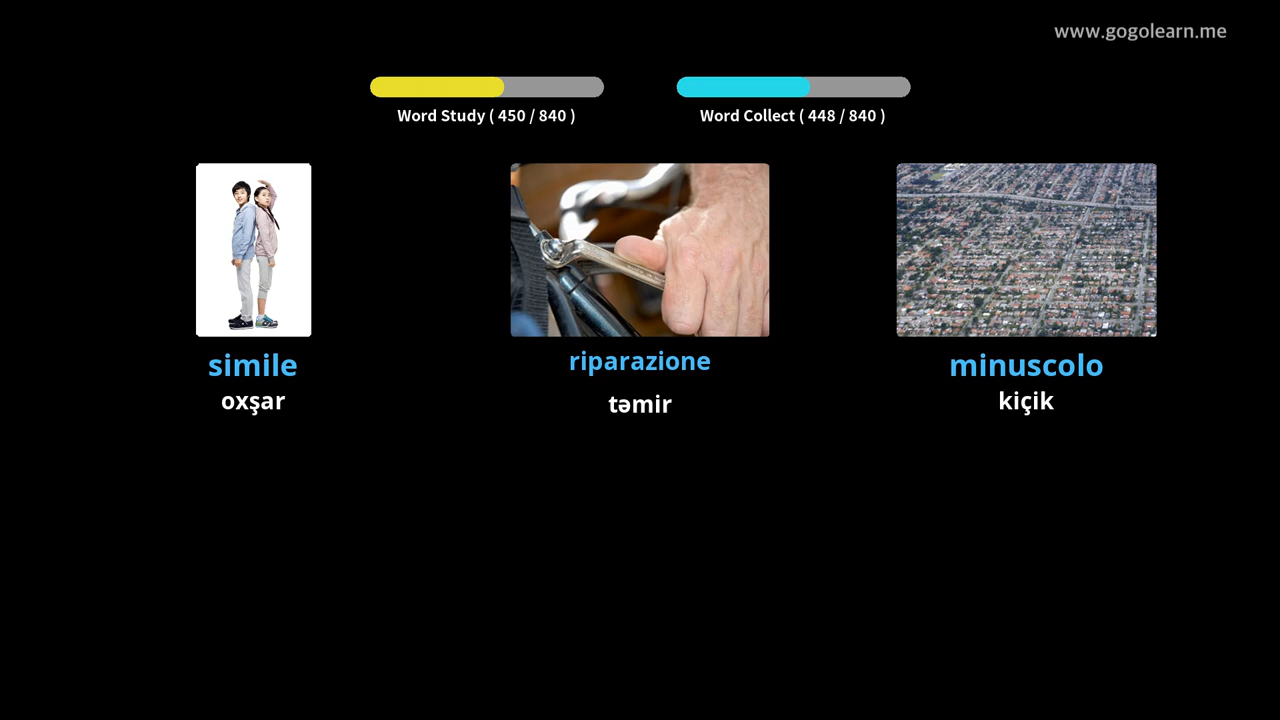 www.gogolearn.me
Word Study ( 450 / 840 )
Word Collect ( 448 / 840 )
simile
oxşar
riparazione
təmir
minuscolo
kiçik